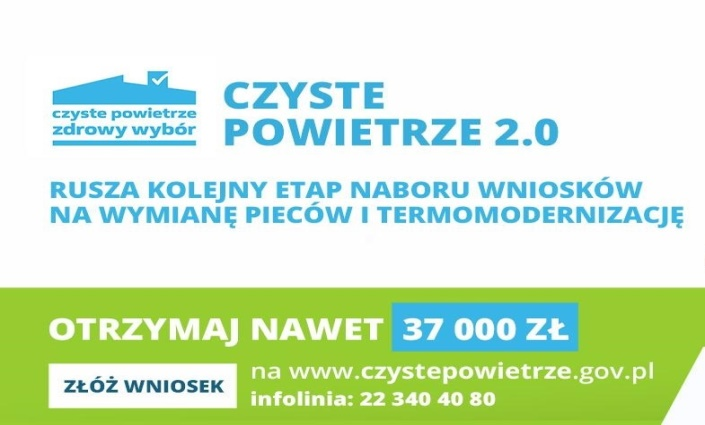 czyste powietrze
zdrowy wybór
CZYSTE
POWIETRZE 2.0
RUSZA KOLEJNY ETAP NABORU WNIOSKÓW
NA WYMIANĘ PIECÓW I TERMOMODERNIZACJĘ
OTRZYMAJ NAWET 37 000 ZŁ
ZŁÓŻ WNIOSEK
na www.czystepowietrze.gov.pl
infolinia: 22 340 40 80